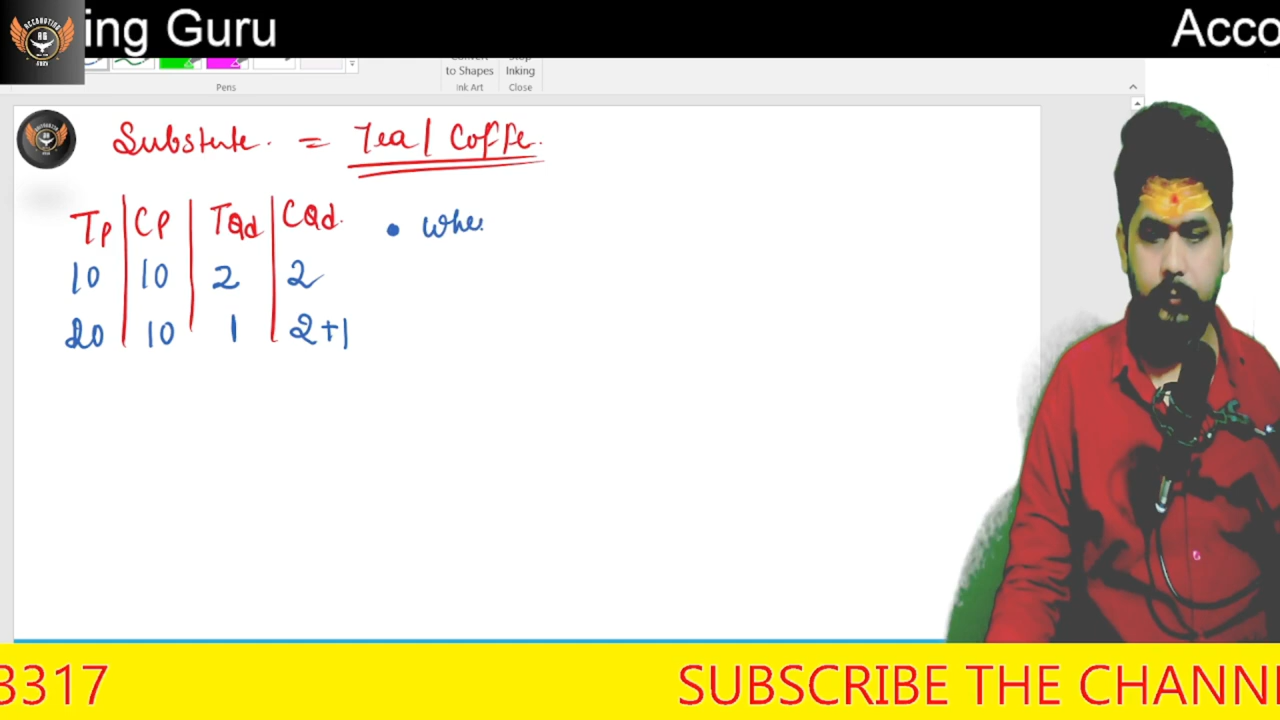 ing Guru
Acco
to Shapes
Stop
Inking
Pens
Ink Art
Close
Substute. = Tea/ Coffe.
Tp CP TQd CQd.
10 10 2 2
20 10 1 2+1
• Whe
3317
SUBSCRIBE THE CHANN